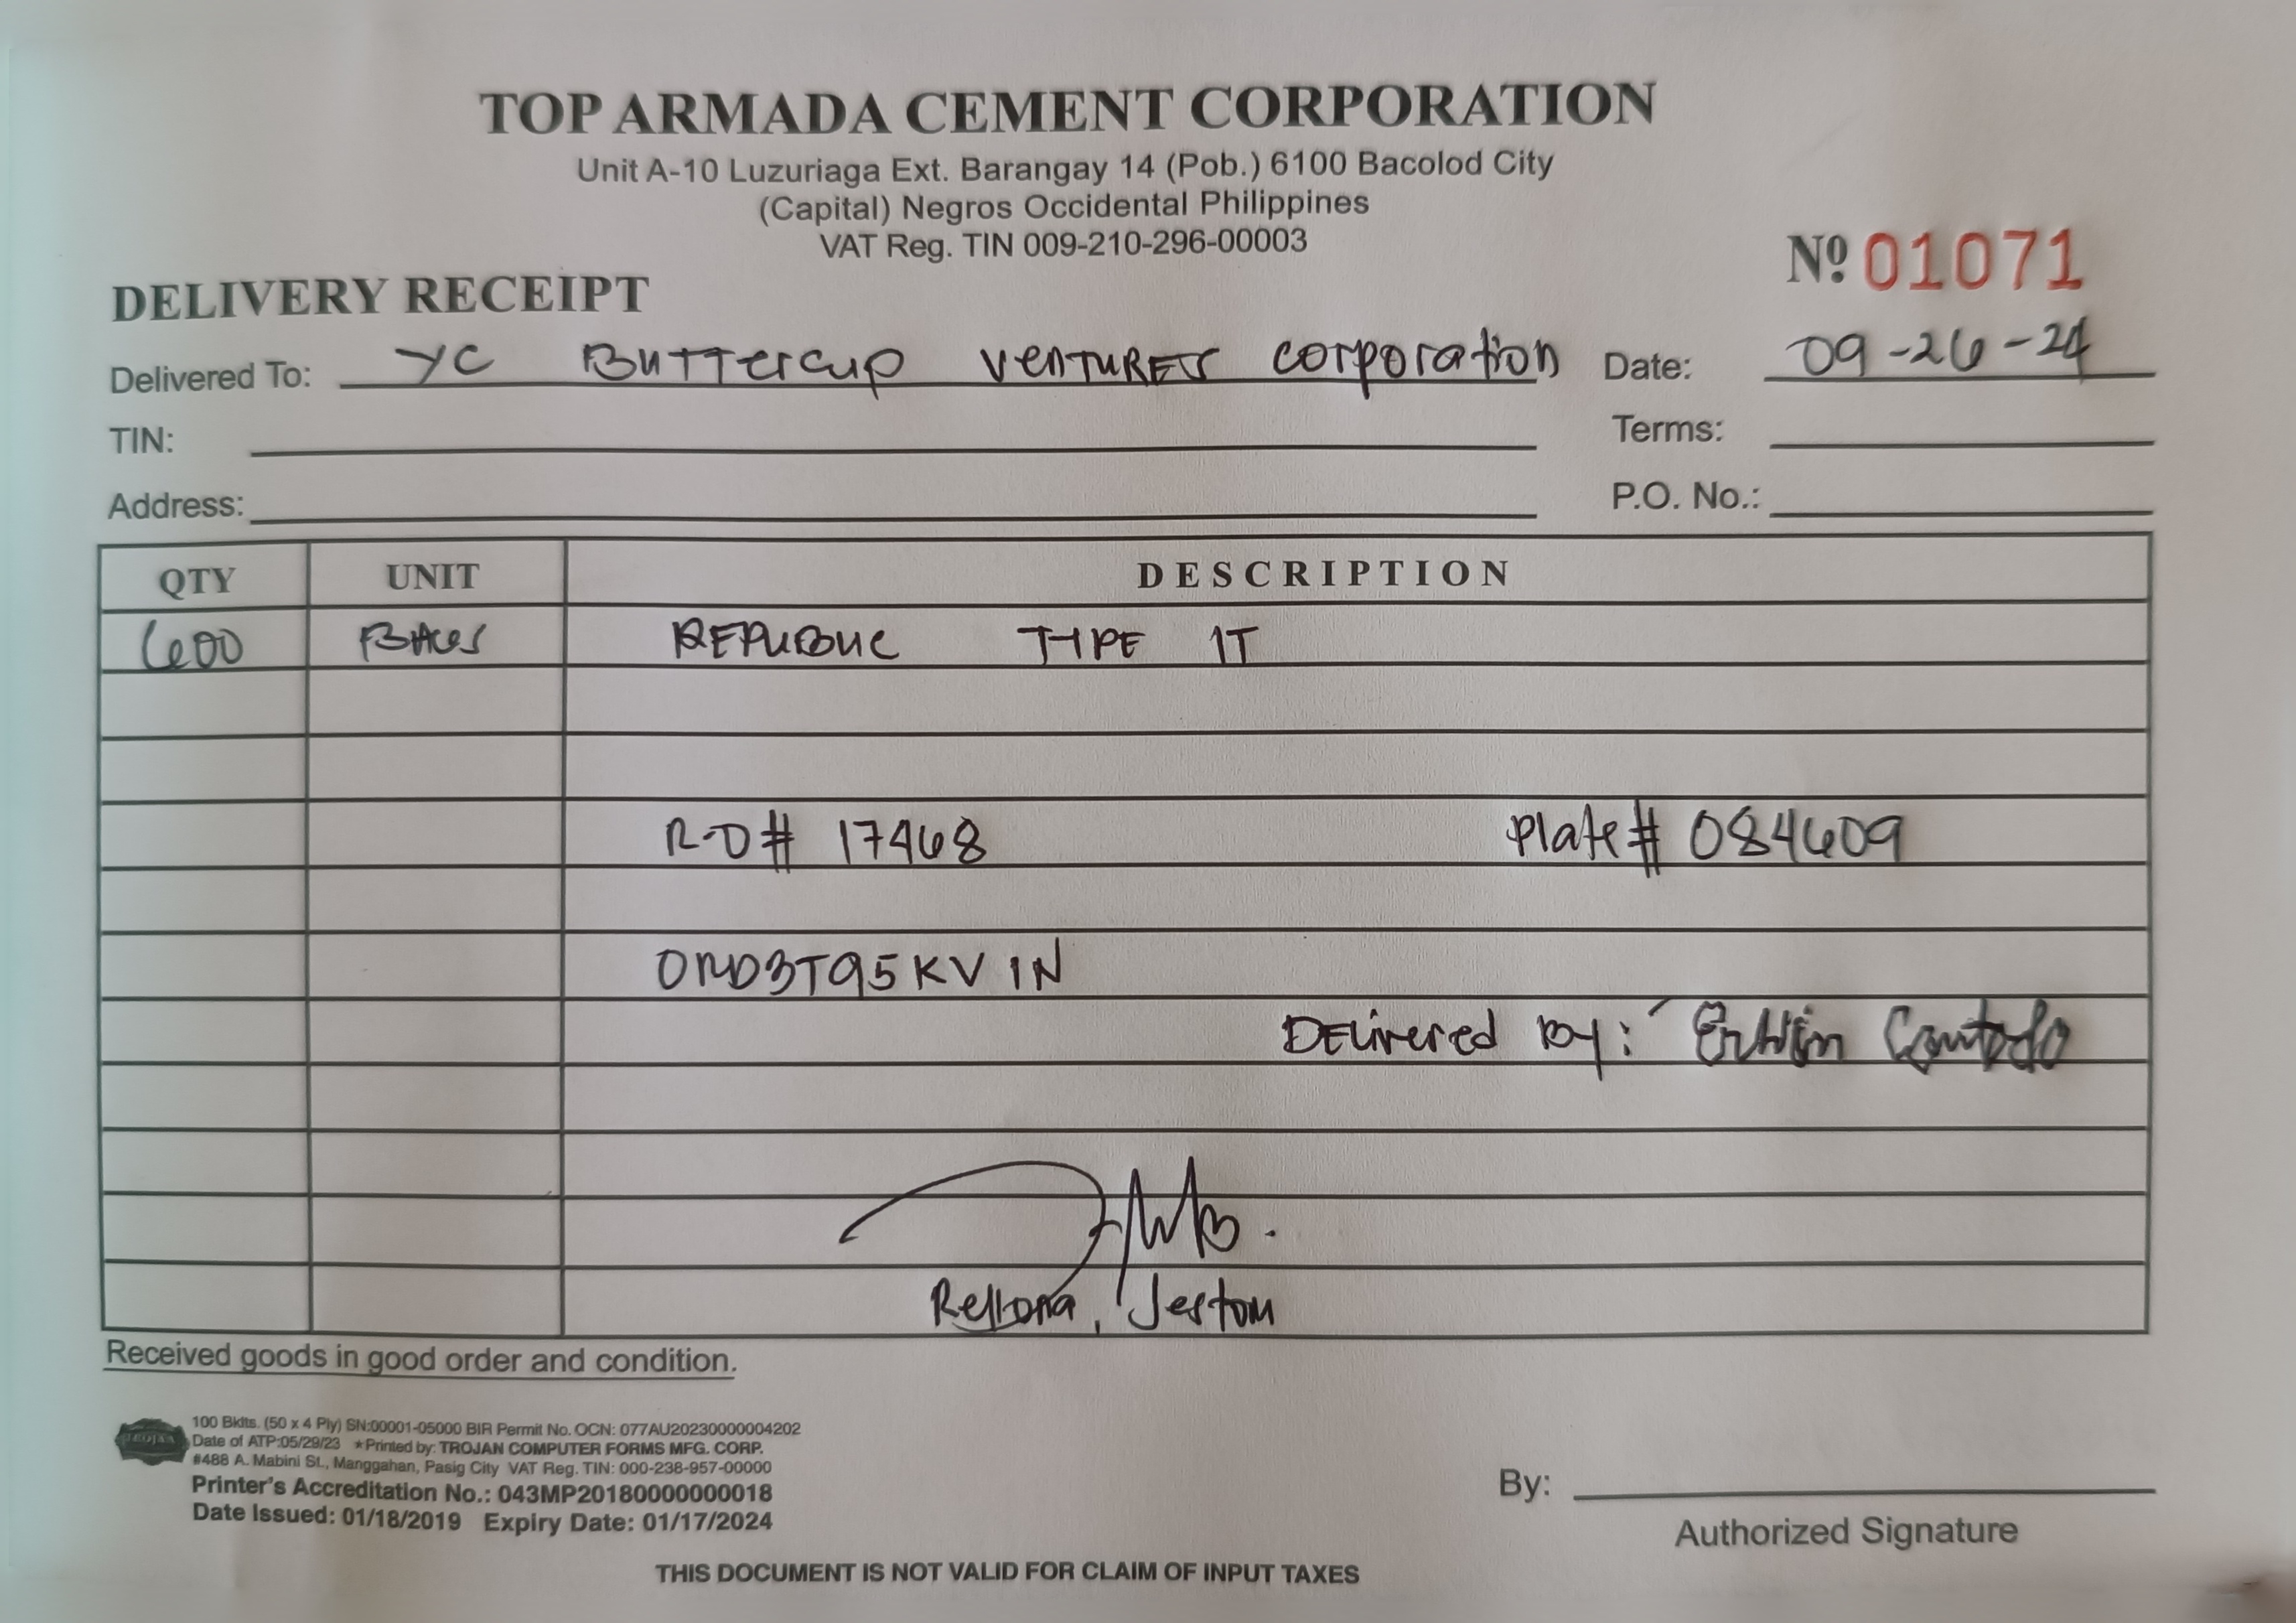 TOP ARMADA CEMENT CORPORATION
Unit A-10 Luzuriaga Ext. Barangay 14 (Pob.) 6100 Bacolod City
(Capital) Negros Occidental Philippines
VAT Reg. TIN 009-210-296-00003
Nº 01071
DELIVERY RECEIPT
Delivered To: YC Buttercup VENTURES corporation Date: 09-26-24
TIN: Terms:
Address: P.O. No.:
QTY UNIT DESCRIPTION
600 BAGS REPUBLIC TYPE 1T
R-O# 17468 Plate# 084609
ORD3T95KV1N
Delivered by: Erwin
Rellona, Jestom
Received goods in good order and condition.
TROJAN
100 Bklts. (50 x 4 Ply) SN:00001-05000 BIR Permit No. OCN: 077AU20230000004202
Date of ATP:05/29/23 ★Printed by: TROJAN COMPUTER FORMS MFG. CORP.
#488 A. Mabini St., Manggahan, Pasig City VAT Reg. TIN: 000-238-957-00000
Printer's Accreditation No.: 043MP20180000000018
Date Issued: 01/18/2019 Expiry Date: 01/17/2024
By:
Authorized Signature
THIS DOCUMENT IS NOT VALID FOR CLAIM OF INPUT TAXES